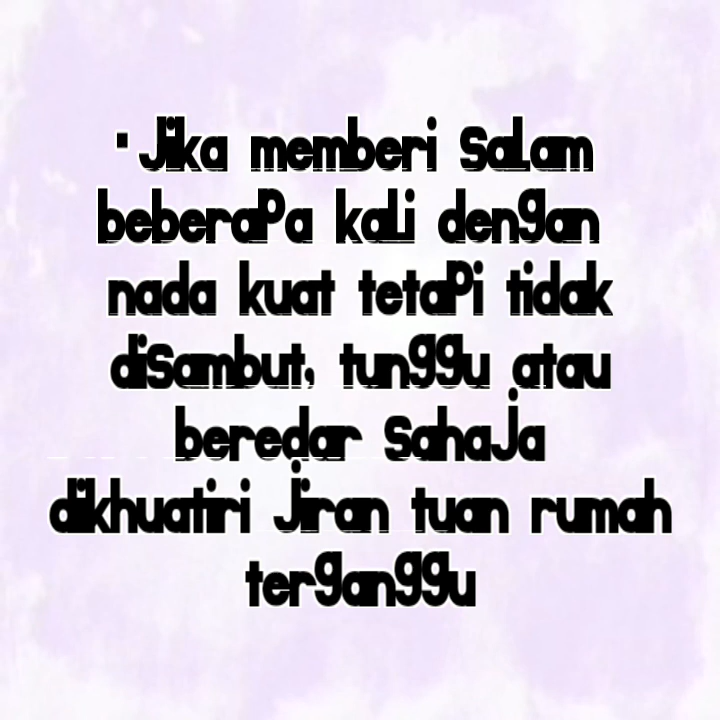 • Jika memberi salam
beberapa kali dengan
nada kuat tetapi tidak
disambut, tunggu atau
beredar sahaja
dikhuatiri jiran tuan rumah
terganggu